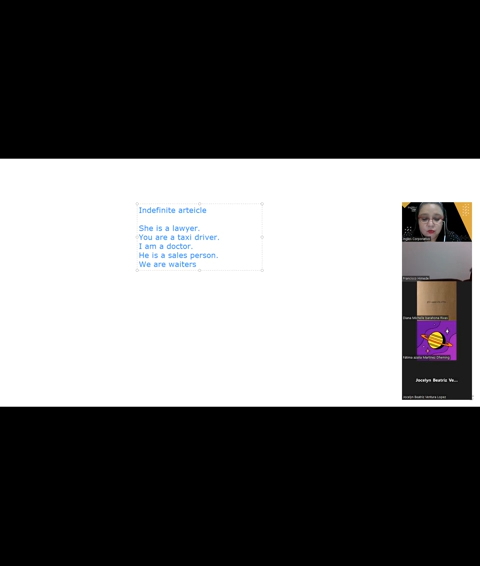 Indefinite arteicle
She is a lawyer.
You are a taxi driver.
I am a doctor.
He is a sales person.
We are waiters
Jocelyn Beatriz Ve...